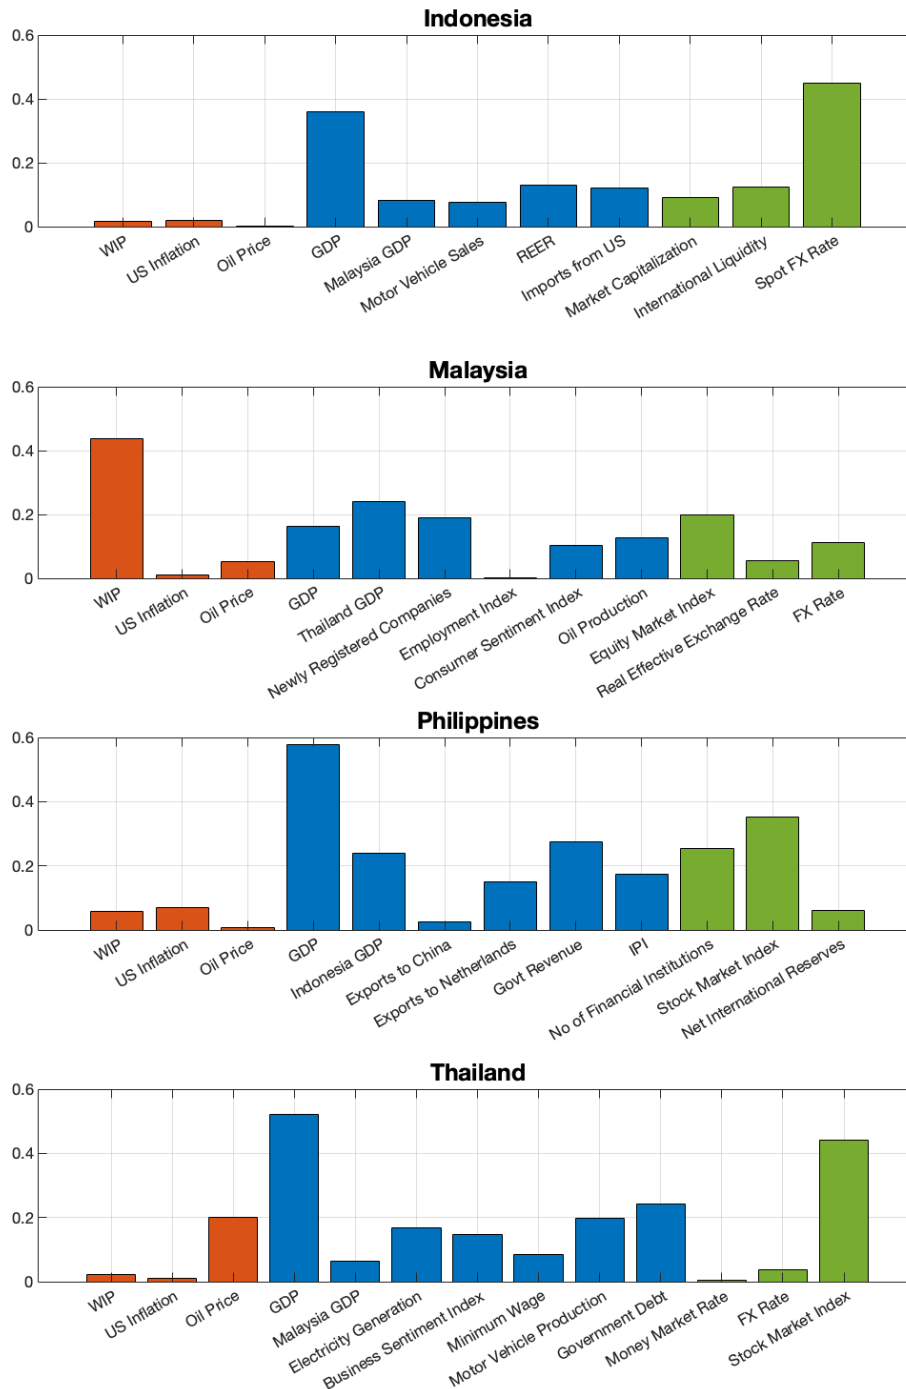 Indonesia
0.6
0.4
0.2
0
WIP
US Inflation
Oil Price
GDP
Malaysia GDP
Motor Vehicle Sales
REER
Imports from US
Market Capitalization
International Liquidity
Spot FX Rate
Malaysia
0.6
0.4
0.2
0
WIP
US Inflation
Oil Price
GDP
Thailand GDP
Newly Registered Companies
Employment Index
Consumer Sentiment Index
Oil Production
Equity Market Index
Real Effective Exchange Rate
FX Rate
Philippines
0.6
0.4
0.2
0
WIP
US Inflation
Oil Price
GDP
Indonesia GDP
Exports to China
Exports to Netherlands
Govt Revenue
IPI
No of Financial Institutions
Stock Market Index
Net International Reserves
Thailand
0.6
0.4
0.2
0
WIP
US Inflation
Oil Price
GDP
Malaysia GDP
Electricity Generation
Business Sentiment Index
Minimum Wage
Motor Vehicle Production
Government Debt
Money Market Rate
FX Rate
Stock Market Index